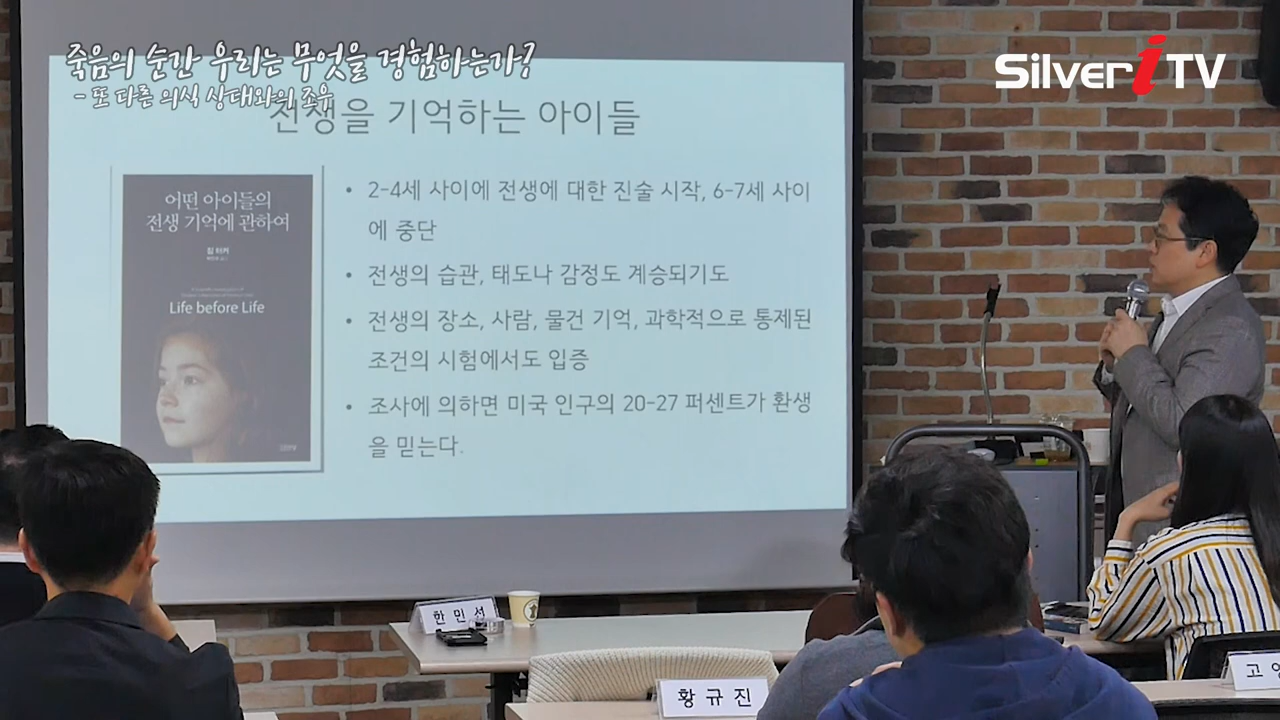 죽음의 순간 우리는 무엇을 경험하는가?
- 또 다른 의식 상태와의 조유
Silver i TV
전생을 기억하는 아이들
어떤 아이들의
전생 기억에 관하여
짐 터커
Life before Life
• 2-4세 사이에 전생에 대한 진술 시작, 6-7세 사이
에 중단
• 전생의 습관, 태도나 감정도 계승되기도
• 전생의 장소, 사람, 물건 기억, 과학적으로 통제된
조건의 시험에서도 입증
• 조사에 의하면 미국 인구의 20-27 퍼센트가 환생
을 믿는다.
한 민 선
황 규 진
고 영